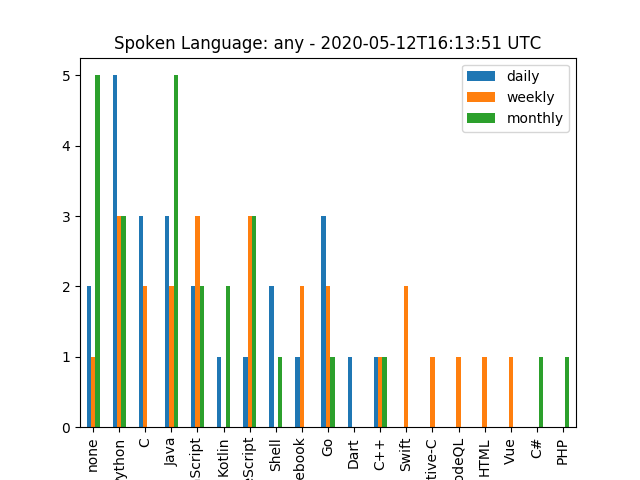 Spoken Language: any - 2020-05-12T16:13:51 UTC
daily
weekly
monthly
5
4
3
2
1
0
none
ython
C
Java
Script
Kotlin
eScript
Shell
ebook
Go
Dart
C++
Swift
tive-C
odeQL
HTML
Vue
C#
PHP